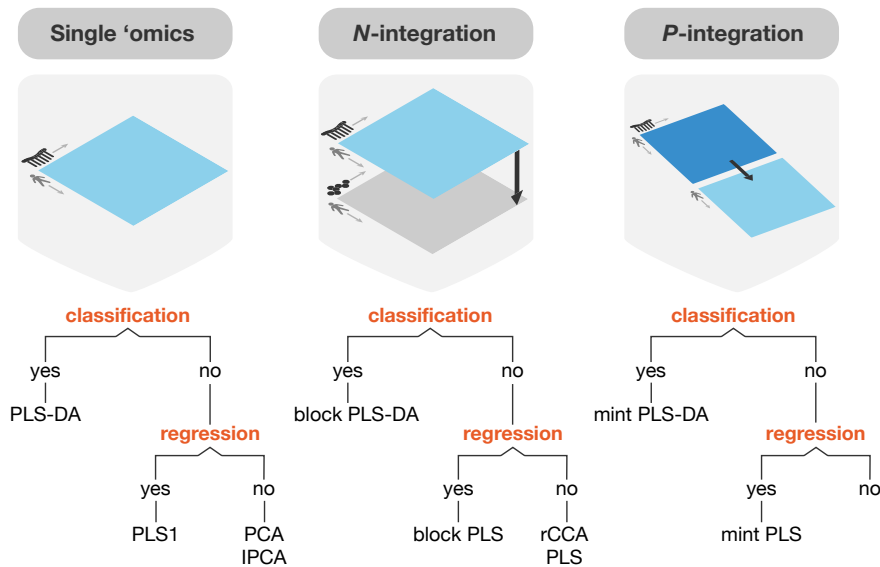 Single ‘omics
N-integration
P-integration
classification
yes
no
PLS-DA
regression
yes
no
PLS1
PCA
IPCA
classification
yes
no
block PLS-DA
regression
yes
no
block PLS
rCCA
PLS
classification
yes
no
mint PLS-DA
regression
yes
no
mint PLS